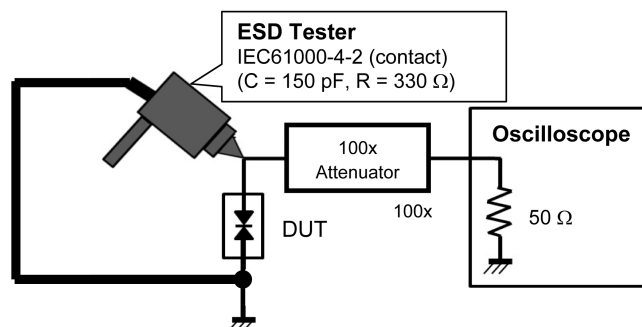 ESD Tester
IEC61000-4-2 (contact)
(C = 150 pF, R = 330 Ω)
Oscilloscope
100x
Attenuator
100x
50 Ω
DUT